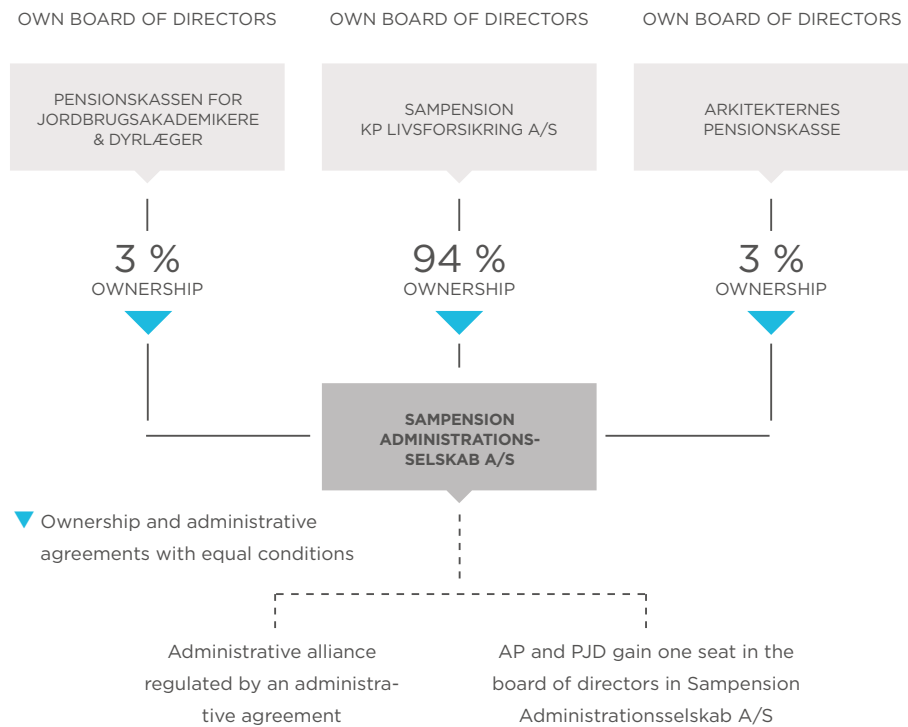 OWN BOARD OF DIRECTORS
OWN BOARD OF DIRECTORS
OWN BOARD OF DIRECTORS
PENSIONSKASSEN FOR
JORDBRUGSAKADEMIKERE
& DYRLÆGER
SAMPENSION
KP LIVSFORSIKRING A/S
ARKITEKTERNES
PENSIONSKASSE
3 %
OWNERSHIP
94 %
OWNERSHIP
3 %
OWNERSHIP
SAMPENSION
ADMINISTRATIONS-
SELSKAB A/S
Ownership and administrative
agreements with equal conditions
Administrative alliance
regulated by an administra-
tive agreement
AP and PJD gain one seat in the
board of directors in Sampension
Administrationsselskab A/S